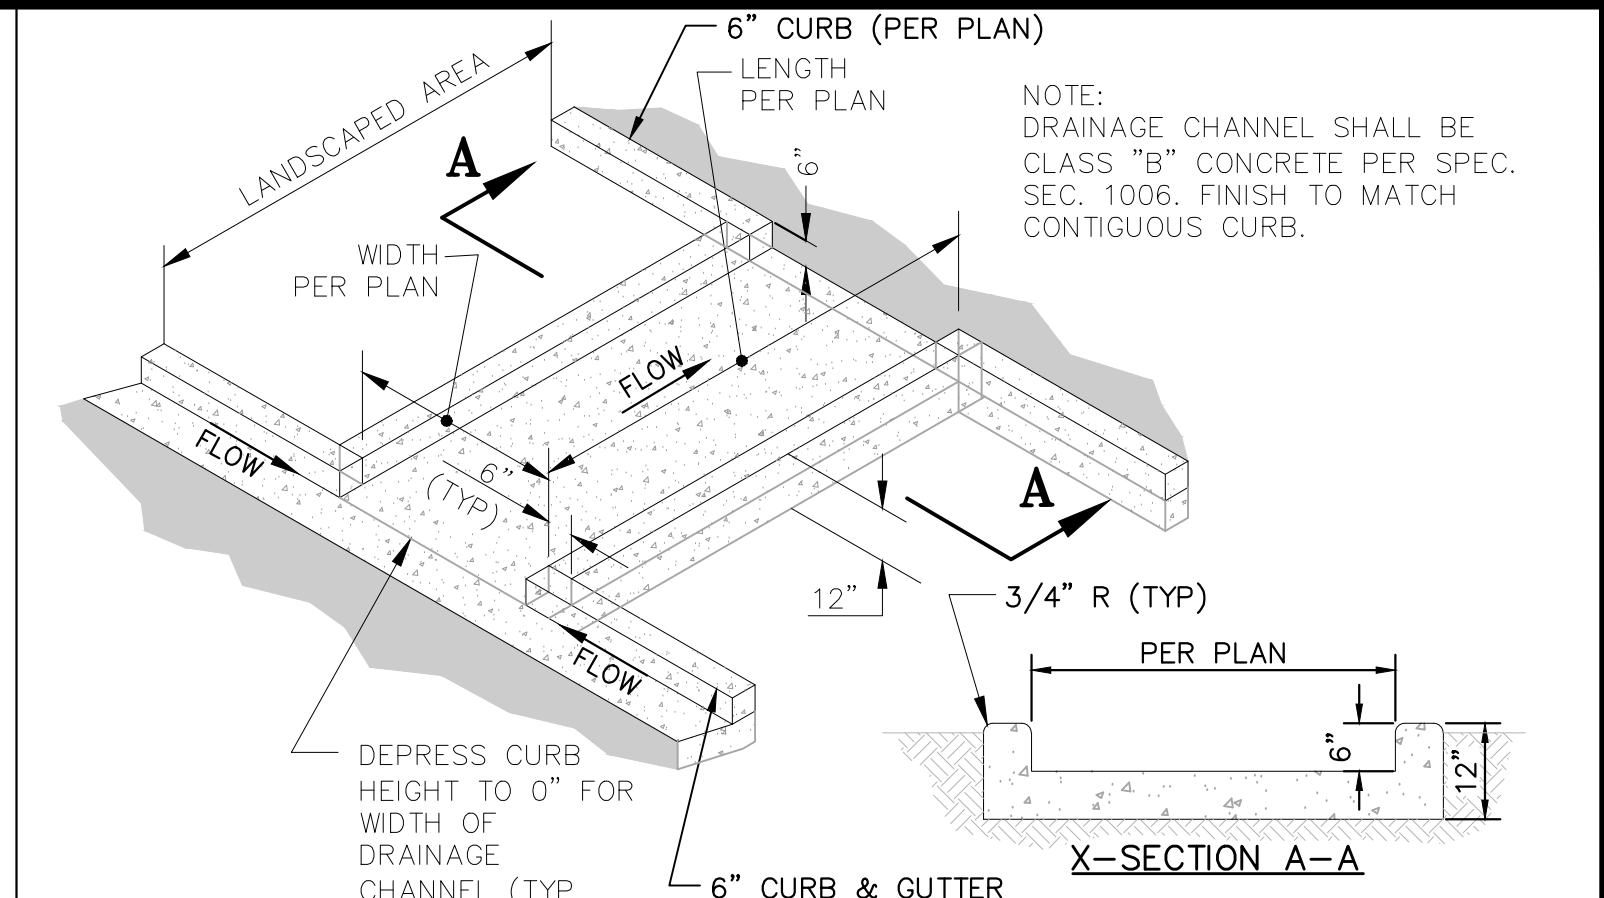 6” CURB (PER PLAN)
LENGTH
PER PLAN
NOTE:
DRAINAGE CHANNEL SHALL BE
CLASS ”B” CONCRETE PER SPEC.
SEC. 1006. FINISH TO MATCH
CONTIGUOUS CURB.
LANDSCAPED AREA
A
6”
WIDTH
PER PLAN
FLOW
FLOW
6”
(TYP)
A
12”
FLOW
3/4” R (TYP)
PER PLAN
6”
12”
X–SECTION A–A
DEPRESS CURB
HEIGHT TO 0” FOR
WIDTH OF
DRAINAGE
CHANNEL (TYP
6” CURB & GUTTER